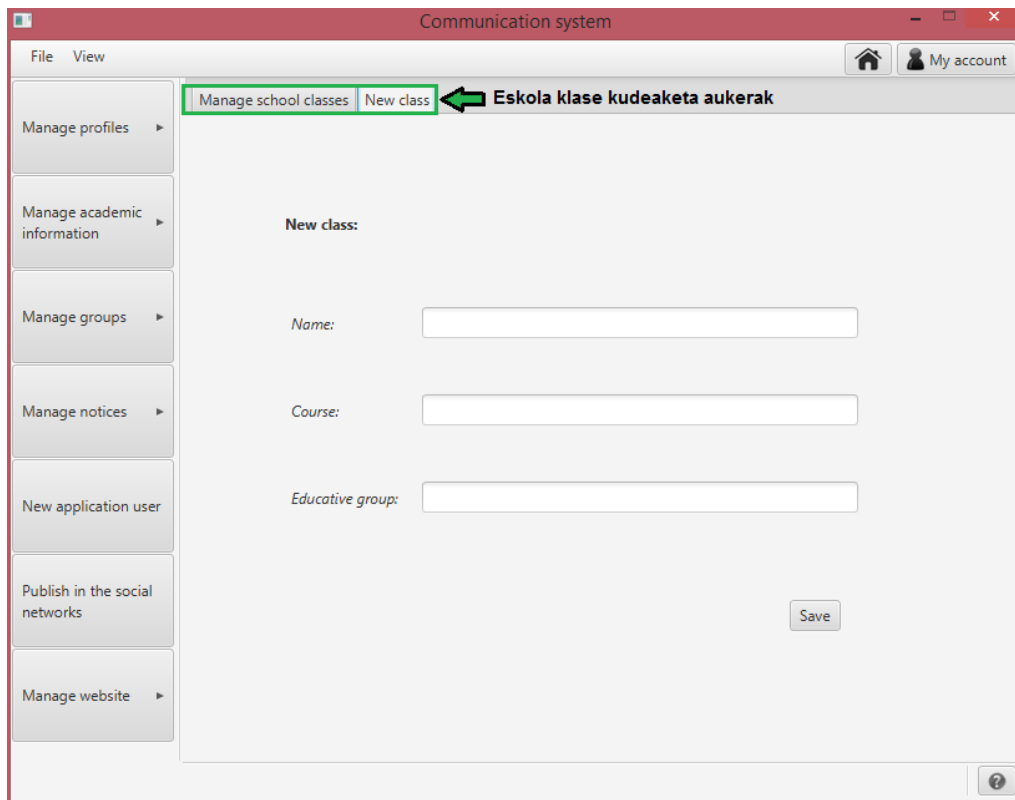 Communication system
File View
My account
Manage school classes New class Eskola klase kudeaketa aukerak
Manage profiles
Manage academic
information
Manage groups
Manage notices
New application user
Publish in the social
networks
Manage website
New class:
Name:
Course:
Educative group:
Save